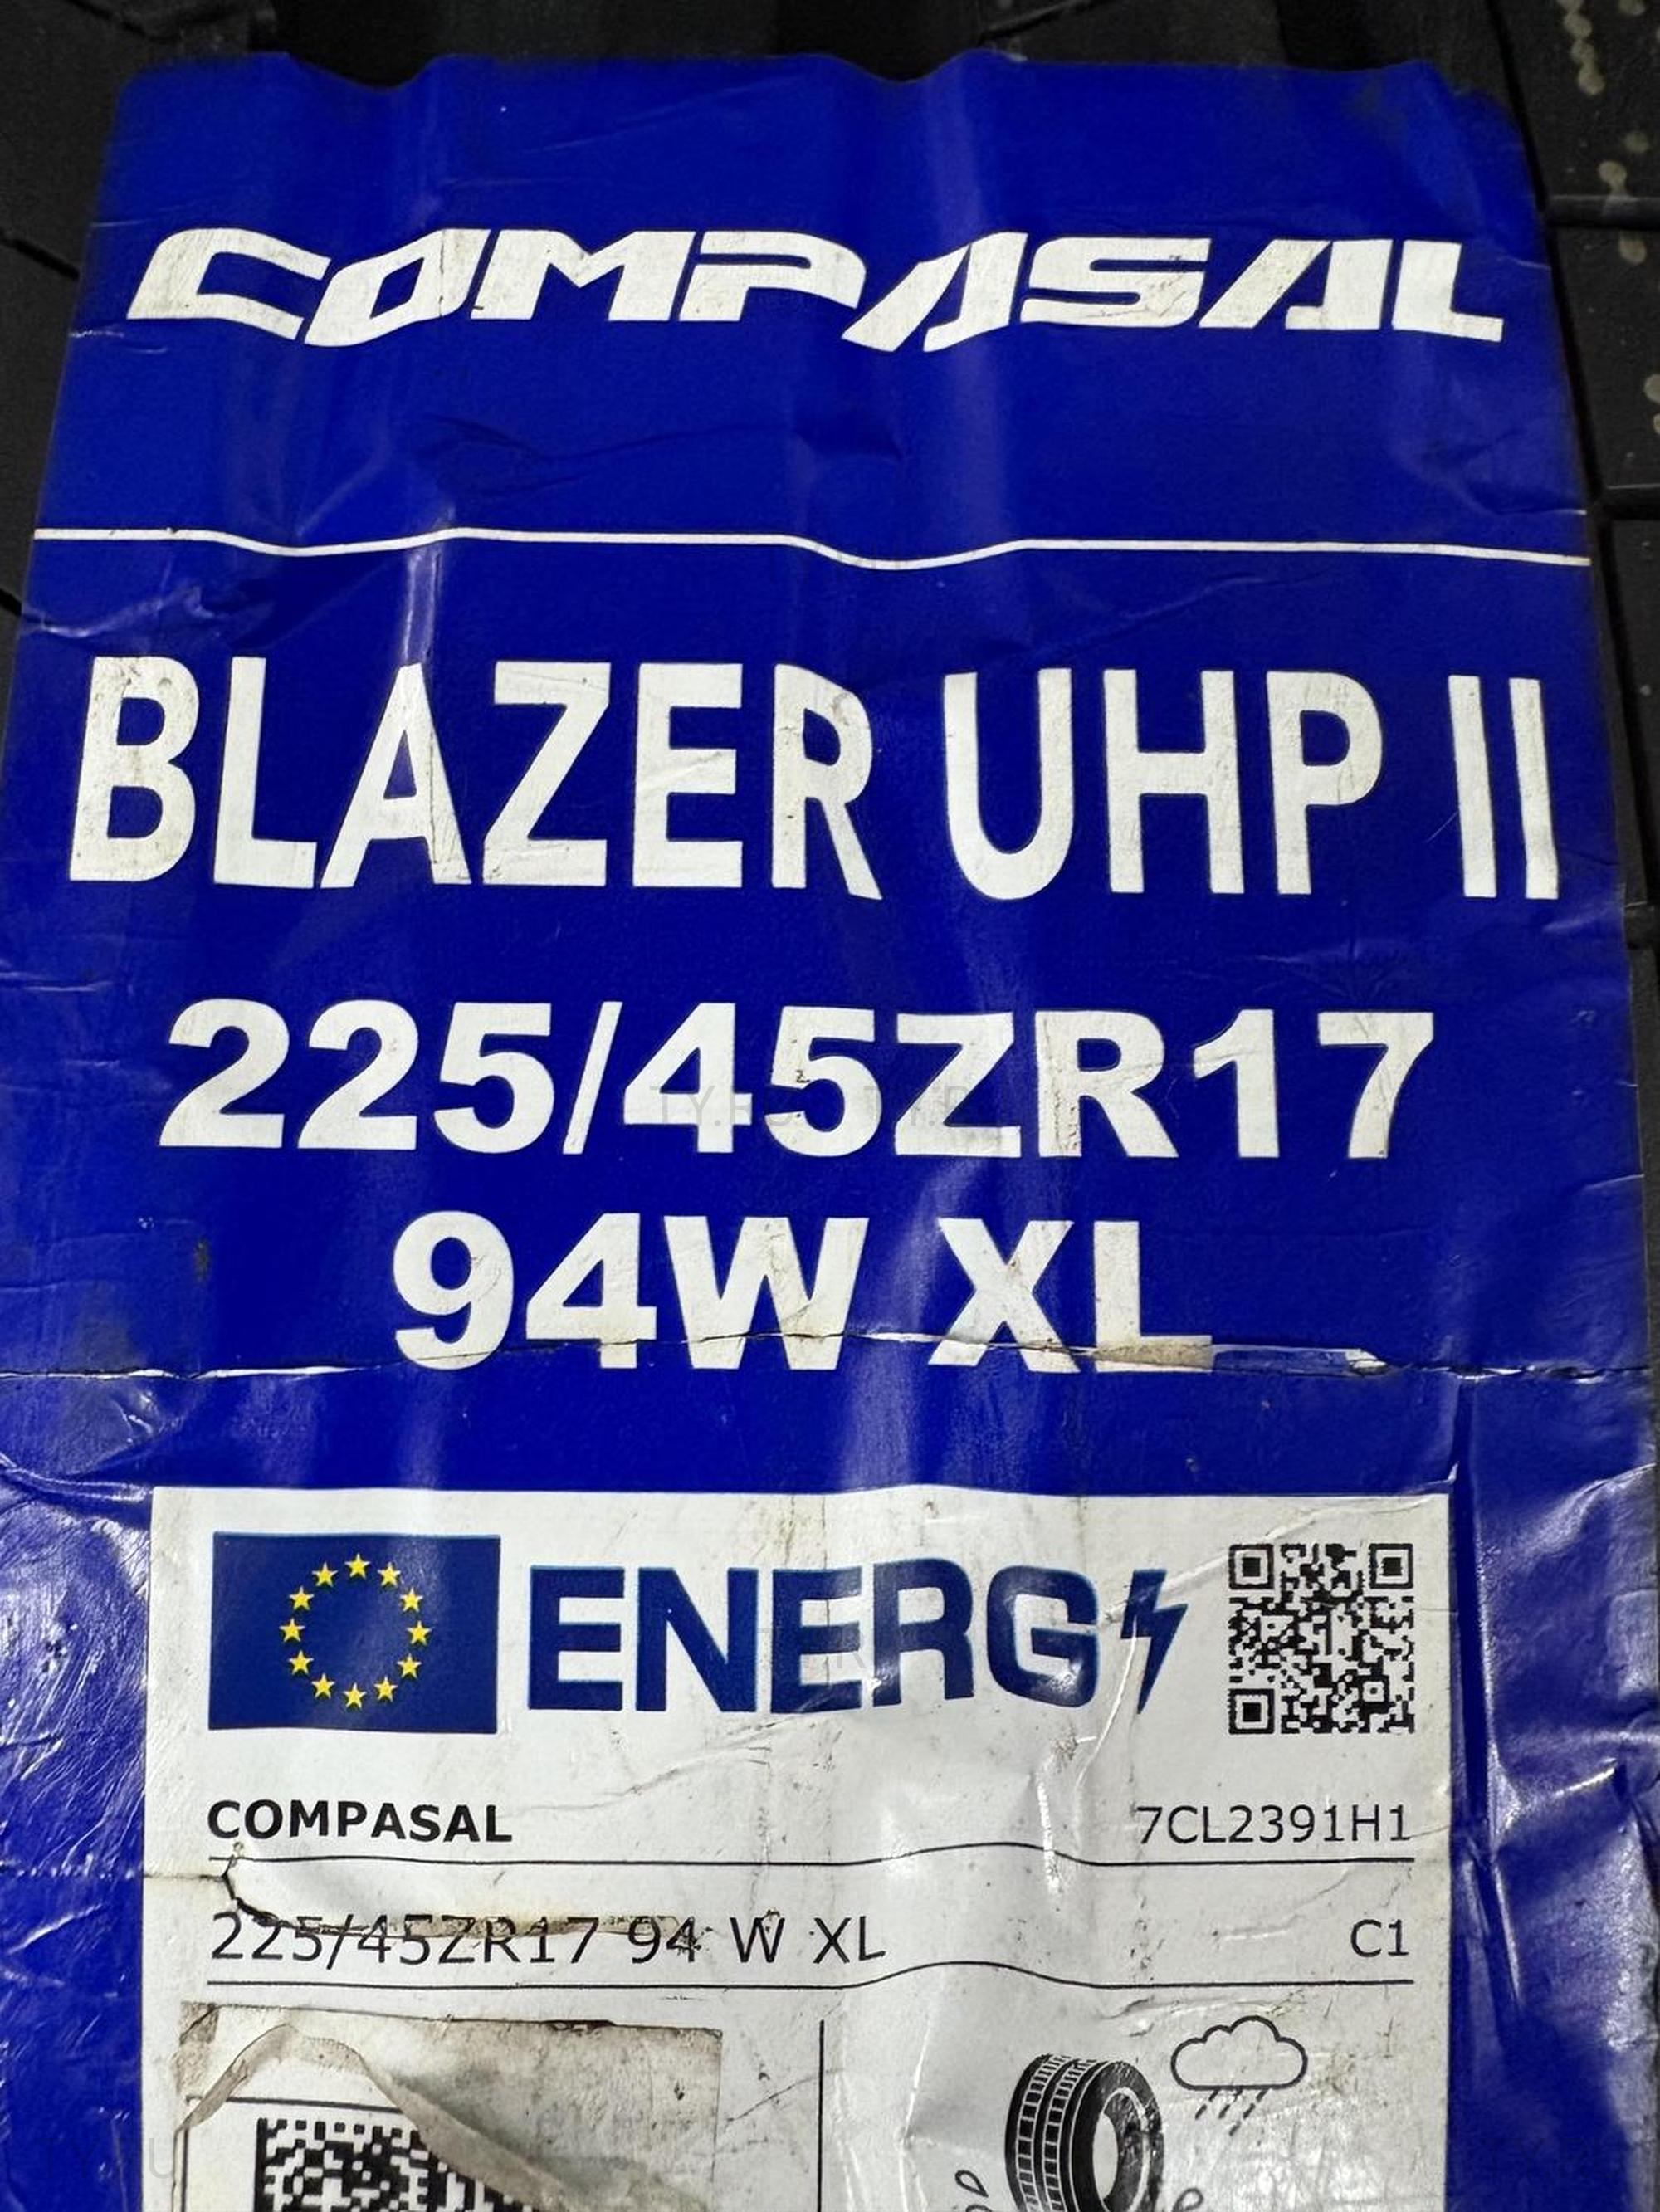 COMPASAL
BLAZER UHP II
225/45ZR17
94W XL
ENERG
COMPASAL 7CL2391H1
225/45ZR17 94 W XL C1